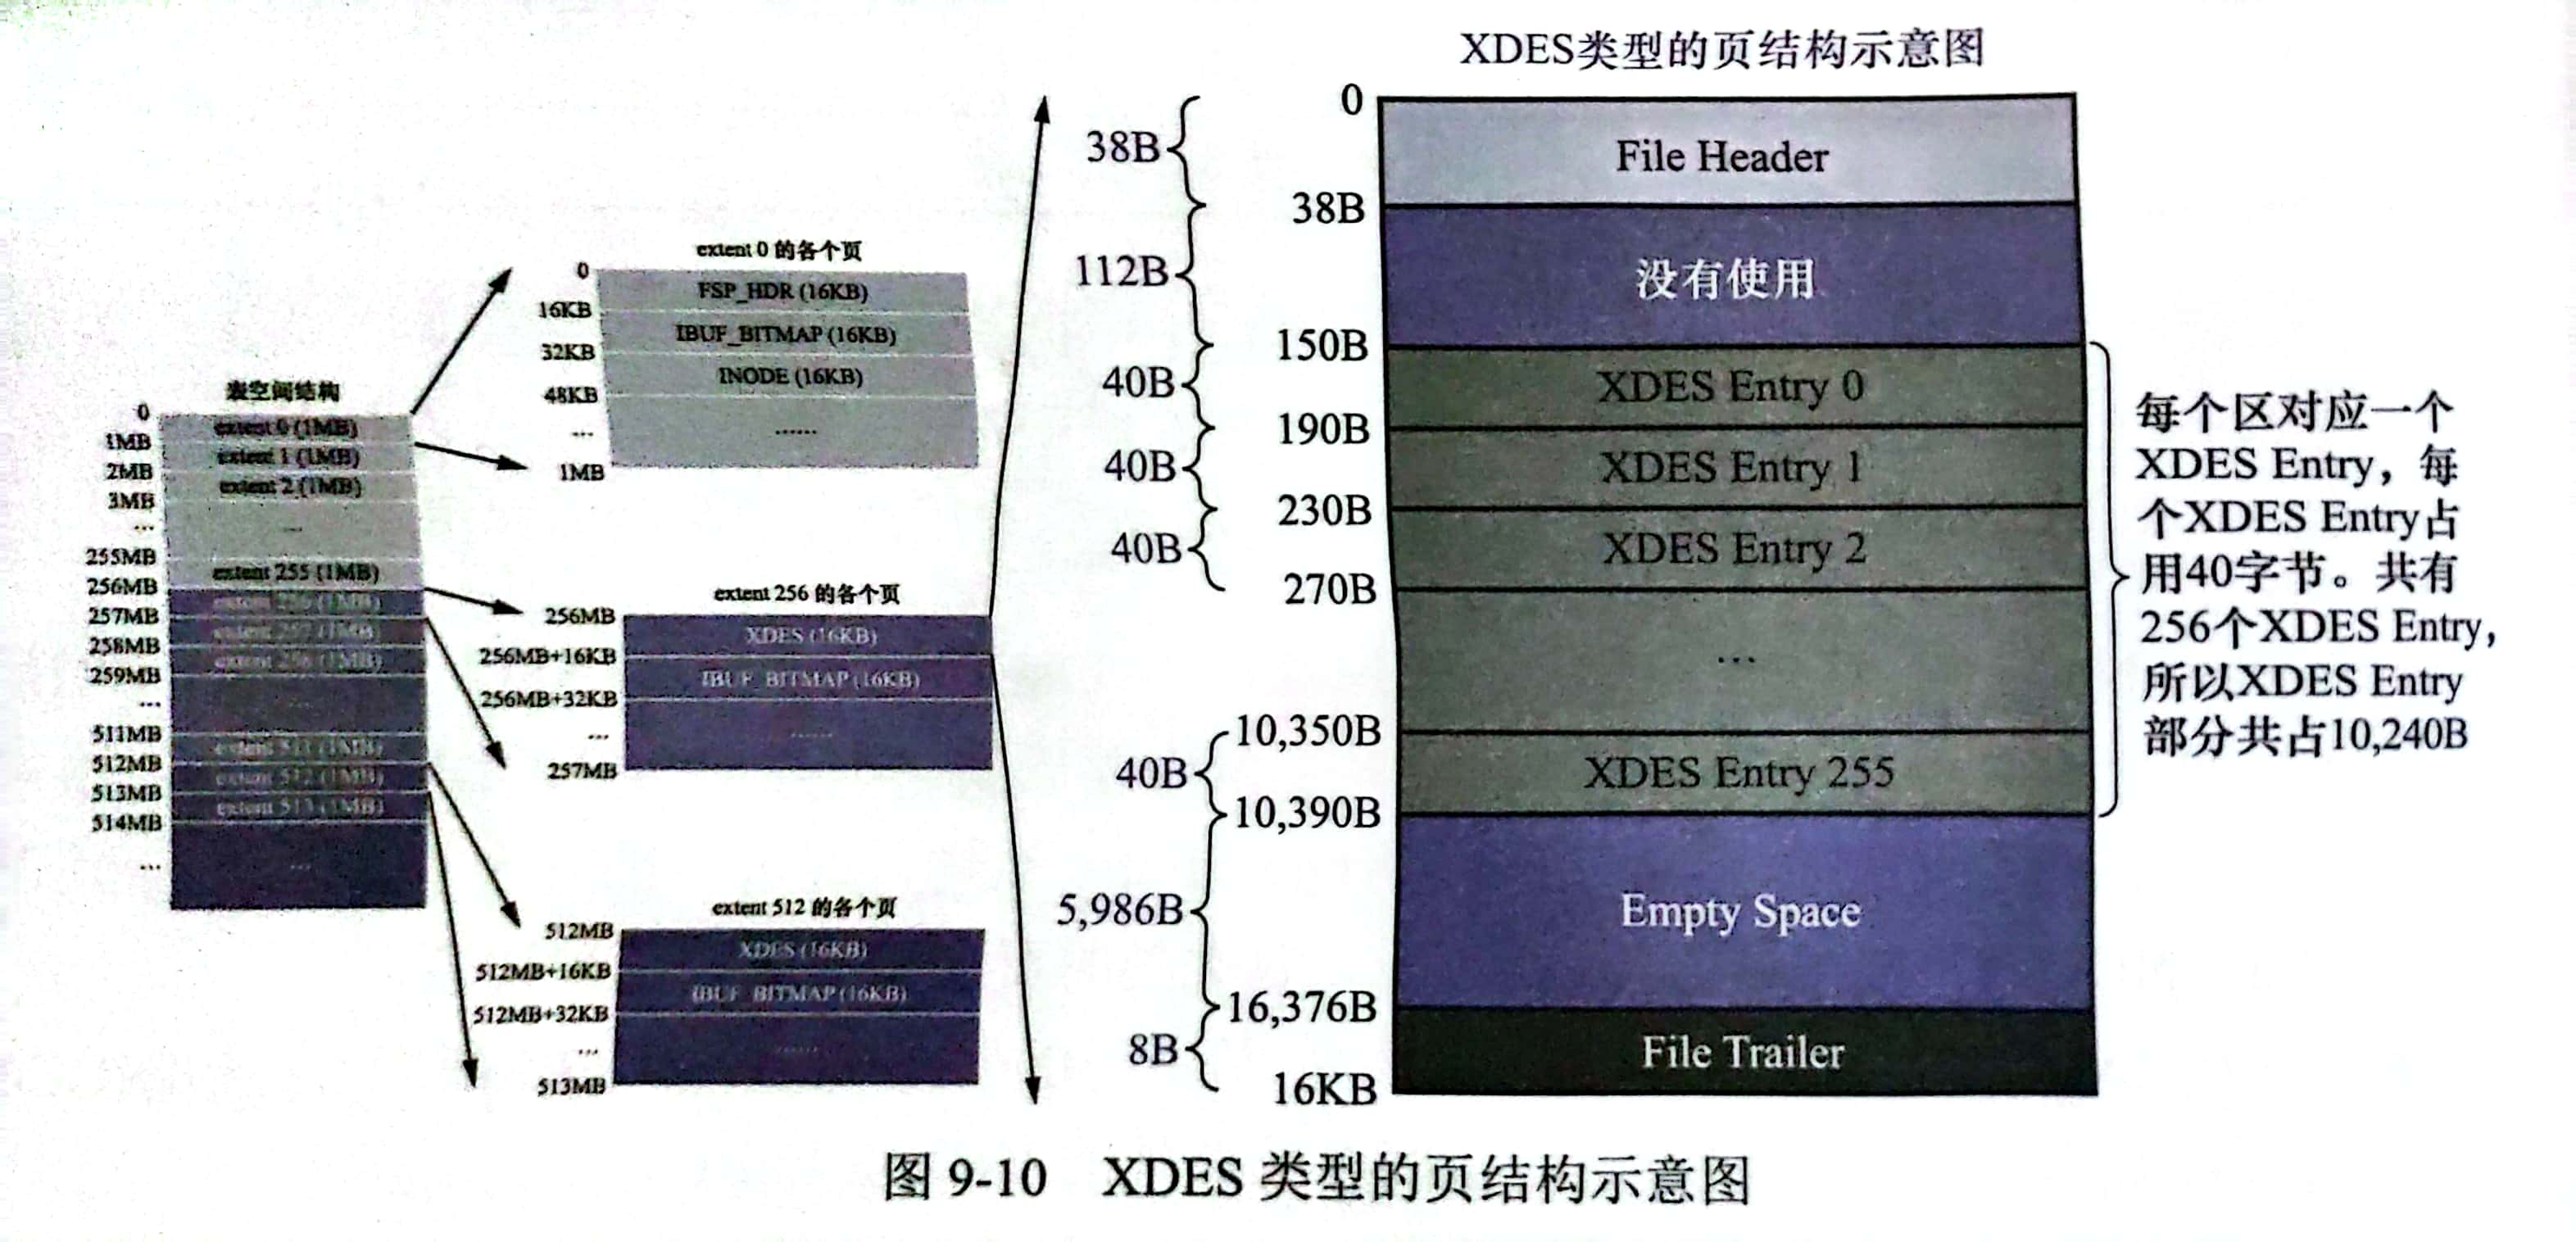 XDES类型的页结构示意图
表空间结构
0
extent 0 (1MB)
1MB
extent 1 (1MB)
2MB
extent 2 (1MB)
3MB
...
...
255MB
extent 255 (1MB)
256MB
extent 256 (1MB)
257MB
extent 257 (1MB)
258MB
extent 258 (1MB)
259MB
...
...
511MB
extent 511 (1MB)
512MB
extent 512 (1MB)
513MB
extent 513 (1MB)
514MB
...
...
extent 0 的各个页
0
FSP_HDR (16KB)
16KB
IBUF_BITMAP (16KB)
32KB
INODE (16KB)
48KB
...
......
1MB
extent 256 的各个页
256MB
XDES (16KB)
256MB+16KB
IBUF_BITMAP (16KB)
256MB+32KB
...
......
257MB
extent 512 的各个页
512MB
XDES (16KB)
512MB+16KB
IBUF_BITMAP (16KB)
512MB+32KB
...
......
513MB
0
38B
File Header
38B
112B
没有使用
150B
40B
XDES Entry 0
190B
40B
XDES Entry 1
230B
40B
XDES Entry 2
270B
...
10,350B
40B
XDES Entry 255
10,390B
5,986B
Empty Space
16,376B
8B
File Trailer
16KB
每个区对应一个
XDES Entry，每
个XDES Entry占
用40字节。共有
256个XDES Entry,
所以XDES Entry
部分共占10,240B
图 9-10 XDES 类型的页结构示意图